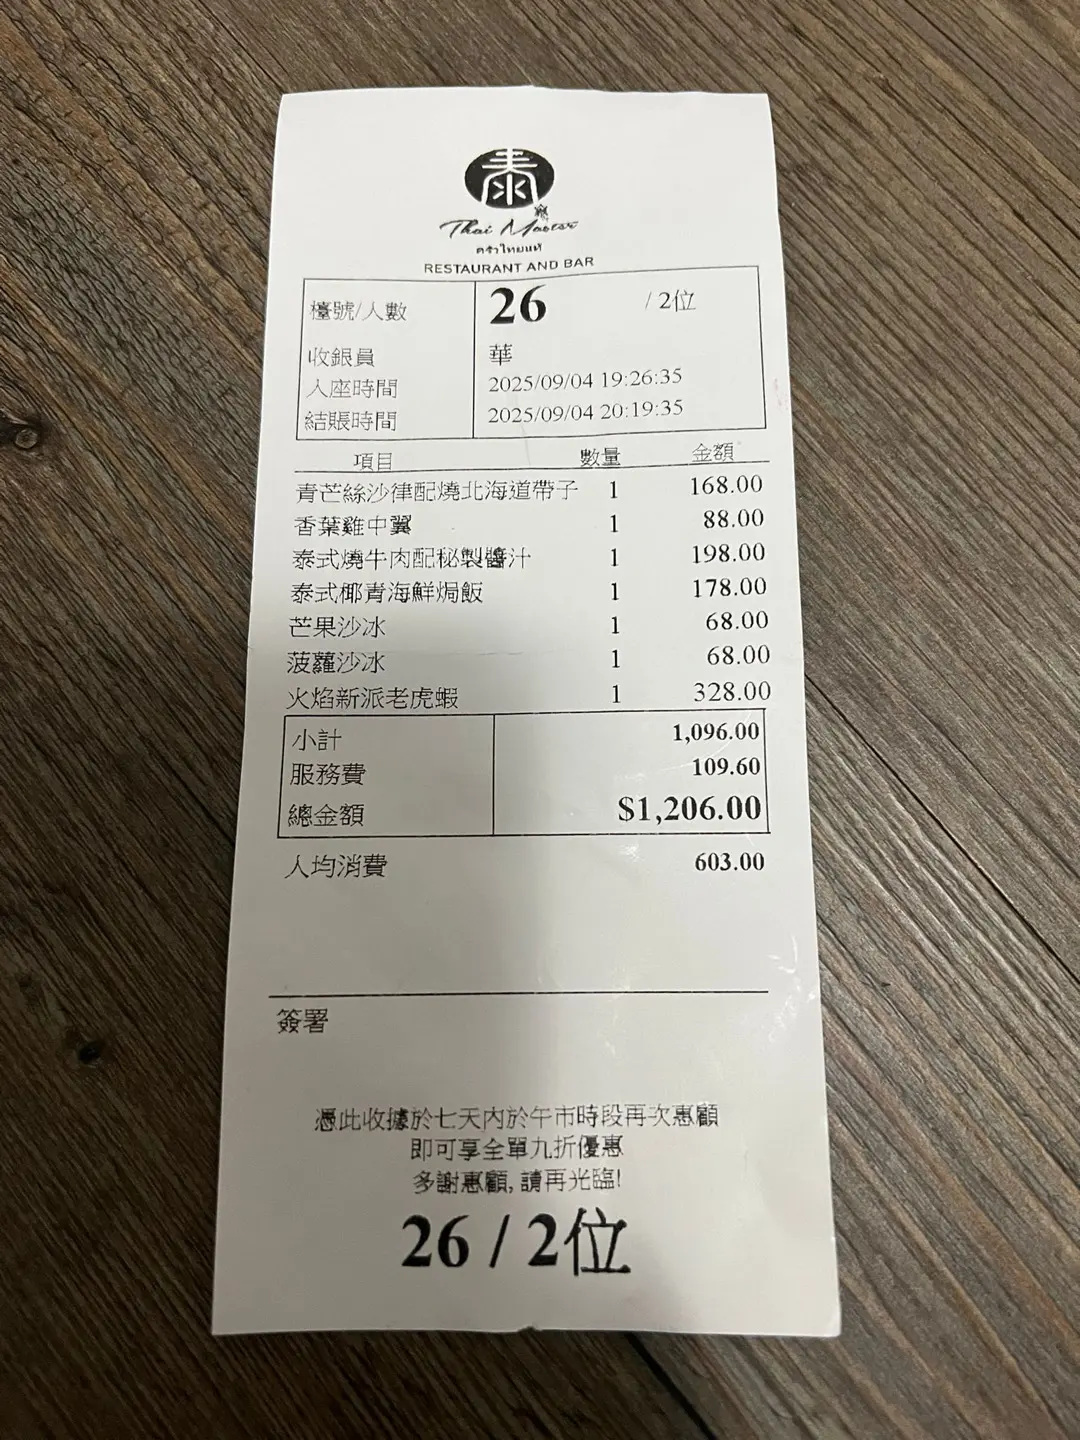 泰
Thai Master
ครัวไทยแท้
RESTAURANT AND BAR
檯號/人數 26 / 2位
收銀員 華
入座時間 2025/09/04 19:26:35
結賬時間 2025/09/04 20:19:35
項目 數量 金額
青芒絲沙律配燒北海道帶子 1 168.00
香葉雞中翼 1 88.00
泰式燒牛肉配秘製醬汁 1 198.00
泰式椰青海鮮焗飯 1 178.00
芒果沙冰 1 68.00
菠蘿沙冰 1 68.00
火焰新派老虎蝦 1 328.00
小計 1,096.00
服務費 109.60
總金額 $1,206.00
人均消費 603.00
簽署
憑此收據於七天內於午市時段再次惠顧
即可享全單九折優惠
多謝惠顧, 請再光臨!
26 / 2位